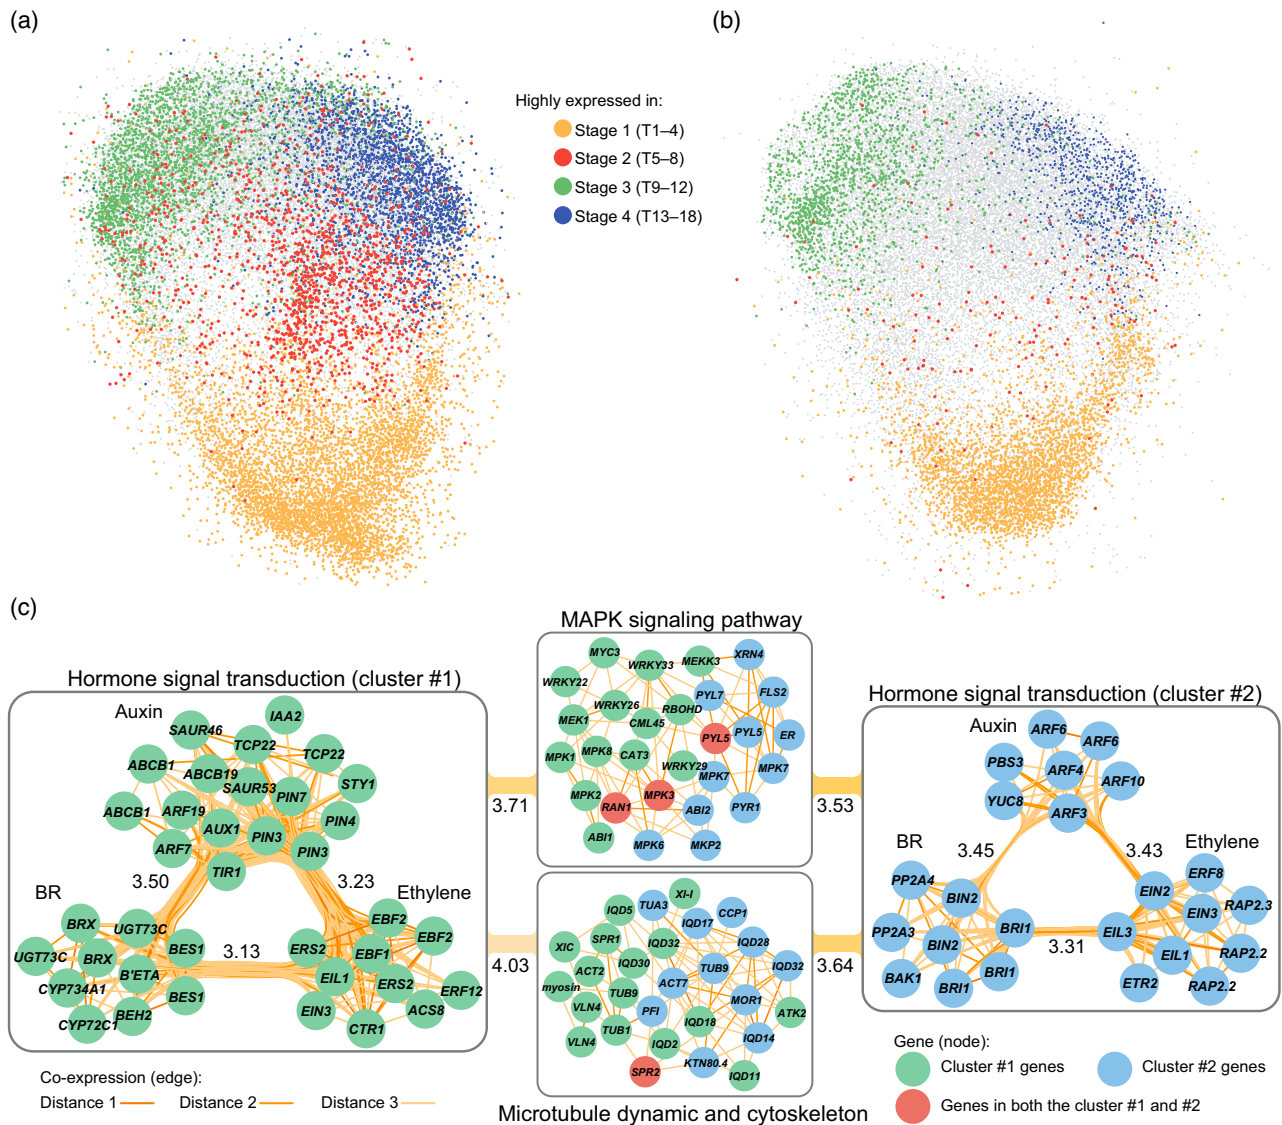 (a)
(b)
Highly expressed in:
Stage 1 (T1–4)
Stage 2 (T5–8)
Stage 3 (T9–12)
Stage 4 (T13–18)
(c)
Hormone signal transduction (cluster #1)
Auxin
IAA2
SAUR46
TCP22
TCP22
ABCB1
ABCB19
SAUR53
STY1
PIN7
ABCB1
ARF19
AUX1
PIN3
PIN4
ARF7
PIN3
TIR1
3.50
3.23
BR
Ethylene
BRX
UGT73C
EBF2
EBF2
UGT73C
BRX
BES1
3.13
ERS2
EBF1
B'ETA
EIL1
ERS2
CYP734A1
BES1
ERF12
CYP72C1
BEH2
EIN3
CTR1
ACS8
Co-expression (edge):
Distance 1
Distance 2
Distance 3
MAPK signaling pathway
MYC3
WRKY33
MEKK3
XRN4
WRKY22
PYL7
FLS2
WRKY26
RBOHD
MEK1
CML45
PYL5
PYL5
ER
MPK1
MPK8
CAT3
WRKY29
MPK7
MPK7
MPK2
RAN1
MPK3
ABI2
PYR1
ABI1
MPK6
MKP2
3.71
3.53
XI-I
IQD5
TUA3
IQD17
CCP1
XIC
SPR1
IQD32
IQD28
ACT2
IQD30
TUB9
IQD32
myosin
TUB9
ACT7
VLN4
PFI
MOR1
ATK2
VLN4
TUB1
IQD18
IQD2
IQD14
SPR2
KTN80.4
IQD11
4.03
3.64
Microtubule dynamic and cytoskeleton
Hormone signal transduction (cluster #2)
Auxin
ARF6
ARF6
PBS3
ARF4
ARF10
YUC8
ARF3
3.45
3.43
BR
Ethylene
PP2A4
BIN2
EIN2
ERF8
RAP2.3
PP2A3
BIN2
BRI1
3.31
EIL3
EIN3
RAP2.2
BAK1
BRI1
BRI1
EIL1
ETR2
RAP2.2
Gene (node):
Cluster #1 genes
Cluster #2 genes
Genes in both the cluster #1 and #2